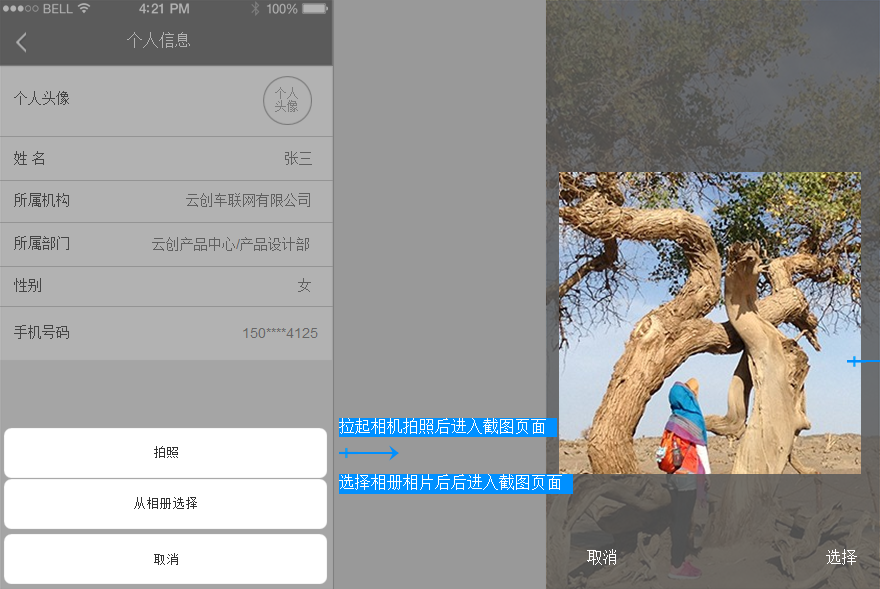 BELL
4:21 PM
100%
个人信息
个人头像
个人
头像
姓 名
张三
所属机构
云创车联网有限公司
所属部门
云创产品中心/产品设计部
性别
女
手机号码
150****4125
拍照
从相册选择
取消
拉起相机拍照后进入截图页面
选择相册相片后后进入截图页面
取消
选择